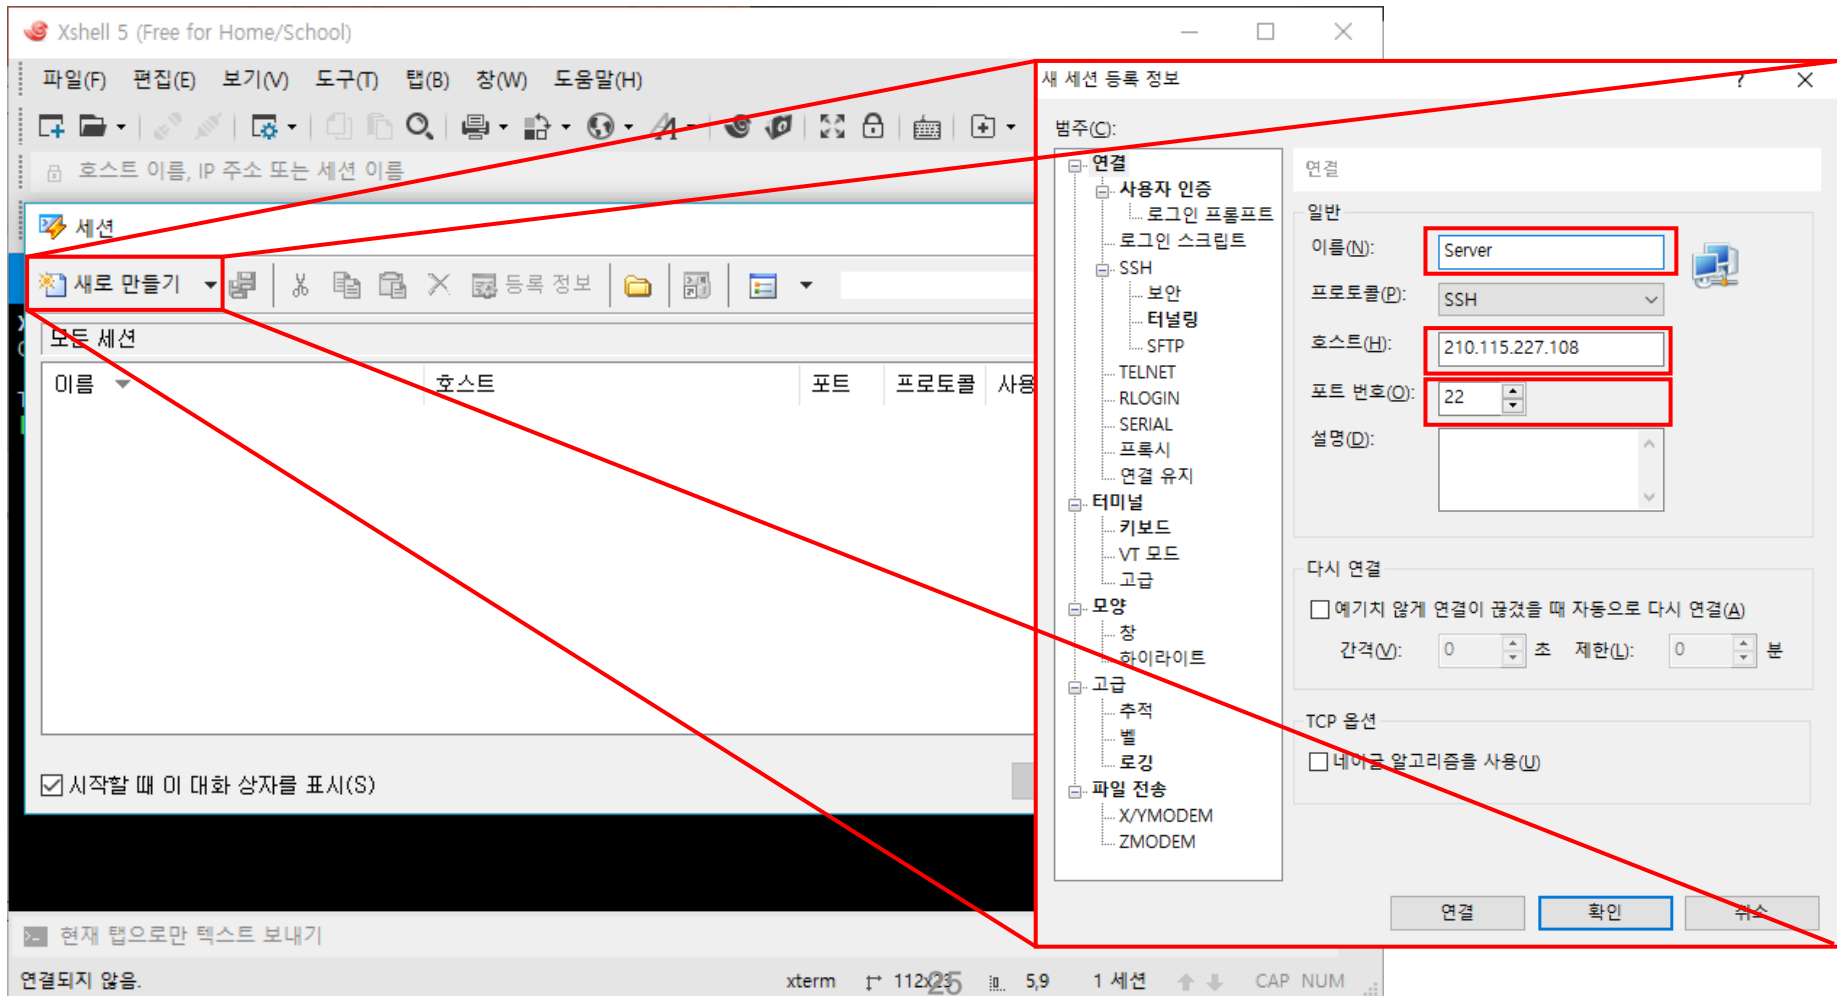 Xshell 5 (Free for Home/School)
파일(F) 편집(E) 보기(V) 도구(T) 탭(B) 창(W) 도움말(H)
호스트 이름, IP 주소 또는 세션 이름
세션
새로 만들기
등록 정보
모든 세션
이름 호스트 포트 프로토콜 사용
시작할 때 이 대화 상자를 표시(S)
현재 탭으로만 텍스트 보내기
연결되지 않음.
xterm 112x23 5,9 1 세션 CAP NUM
25
새 세션 등록 정보
범주(C):
연결
사용자 인증
로그인 프롬프트
로그인 스크립트
SSH
보안
터널링
SFTP
TELNET
RLOGIN
SERIAL
프록시
연결 유지
터미널
키보드
VT 모드
고급
모양
창
하이라이트
고급
추적
벨
로깅
파일 전송
X/YMODEM
ZMODEM
연결
일반
이름(N): Server
프로토콜(P): SSH
호스트(H): 210.115.227.108
포트 번호(O): 22
설명(D):
다시 연결
예기치 않게 연결이 끊겼을 때 자동으로 다시 연결(A)
간격(V): 0 초 제한(L): 0 분
TCP 옵션
네이글 알고리즘을 사용(U)
연결 확인 취소